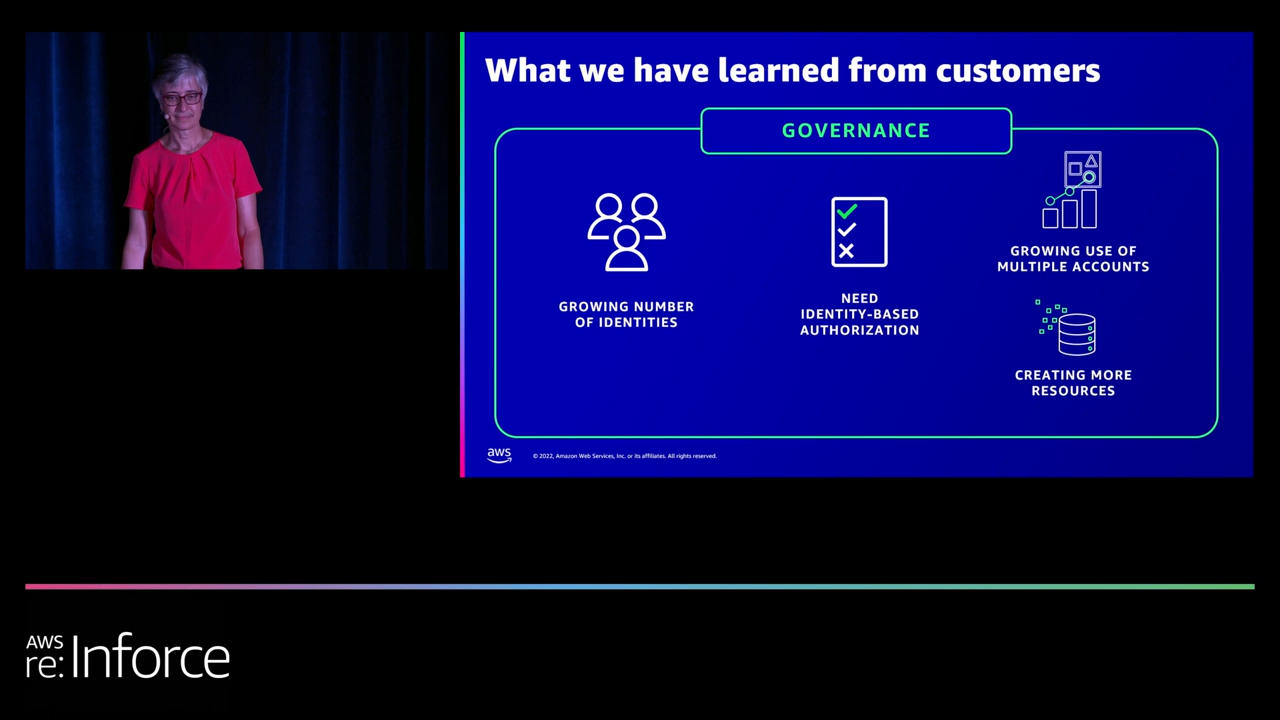 What we have learned from customers
GOVERNANCE
GROWING NUMBER
OF IDENTITIES
NEED
IDENTITY-BASED
AUTHORIZATION
GROWING USE OF
MULTIPLE ACCOUNTS
CREATING MORE
RESOURCES
aws
© 2022, Amazon Web Services, Inc. or its affiliates. All rights reserved.
AWS
re:Inforce